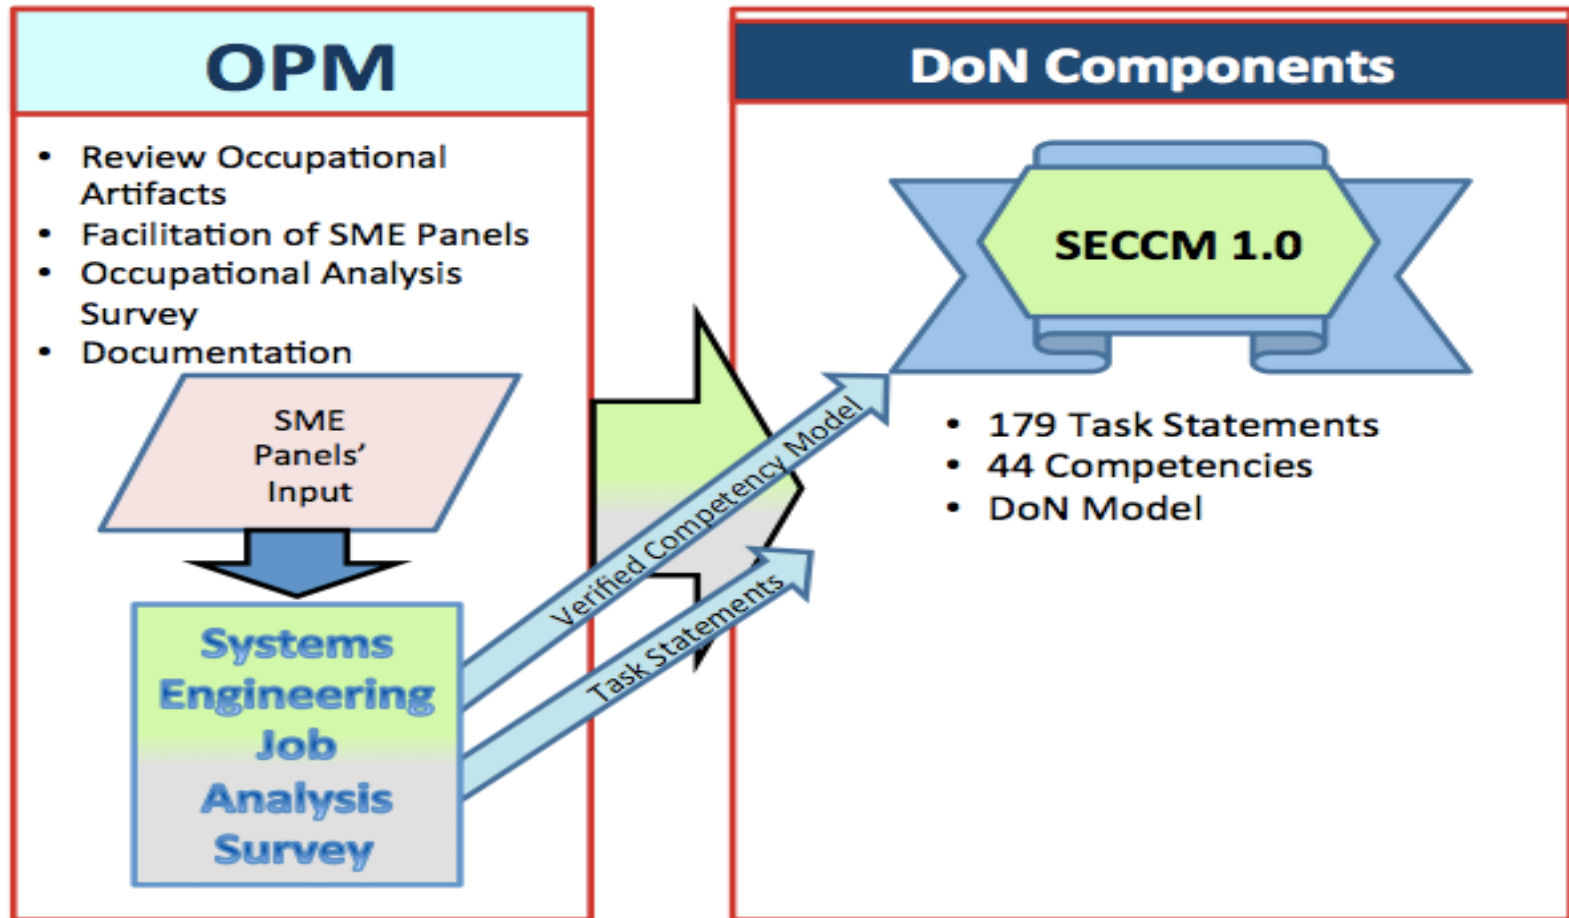 OPM
• Review Occupational
Artifacts
• Facilitation of SME Panels
• Occupational Analysis
Survey
• Documentation
SME
Panels’
Input
Systems
Engineering
Job
Analysis
Survey
Verified Competency Model
Task Statements
DoN Components
SECCM 1.0
• 179 Task Statements
• 44 Competencies
• DoN Model